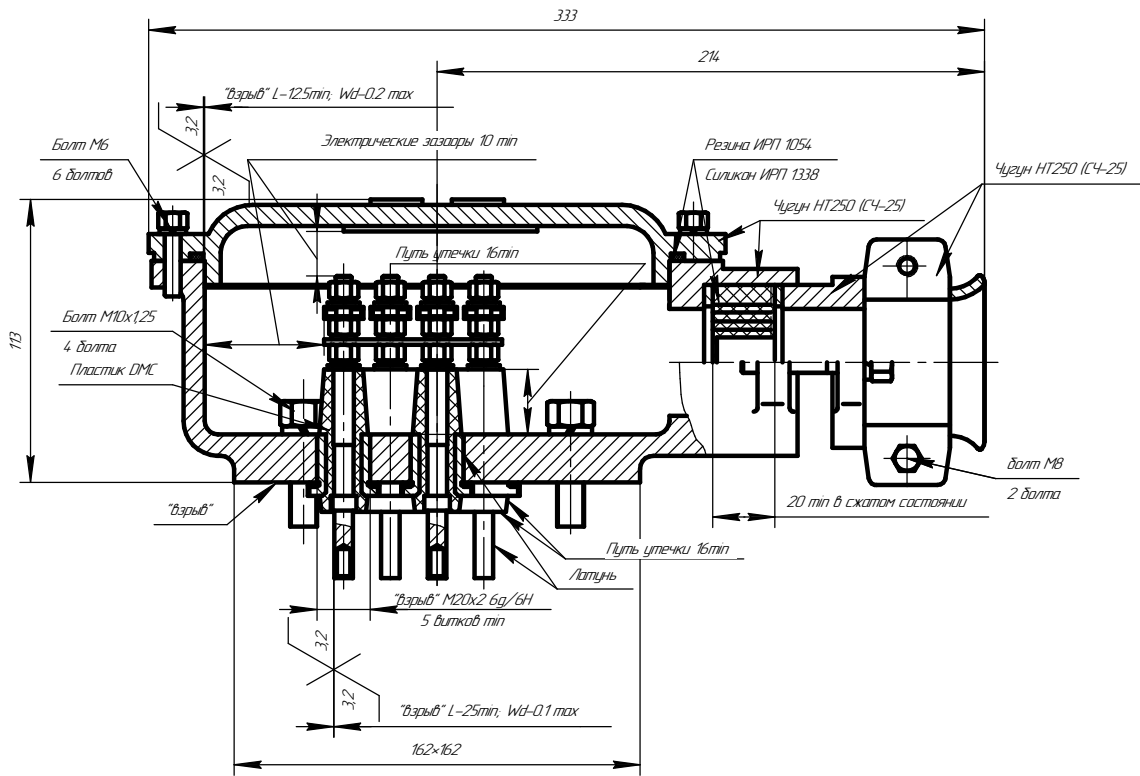 333
214
"взрыв" L-12.5min; Wd-0.2 max
3,2
3,2
Болт М6
6 болтов
Электрические зазоры 10 min
Резина ИРП 1054
Силикон ИРП 1338
Чугун НТ250 (СЧ-25)
Чугун НТ250 (СЧ-25)
Путь утечки 16min
113
Болт М10х1,25
4 болта
Пластик DMC
"взрыв"
болт М8
2 болта
20 min в сжатом состоянии
Путь утечки 16min
Латунь
"взрыв" М20х2 6g/6H
5 витков min
3,2
3,2
"взрыв" L-25min; Wd-0.1 max
162×162